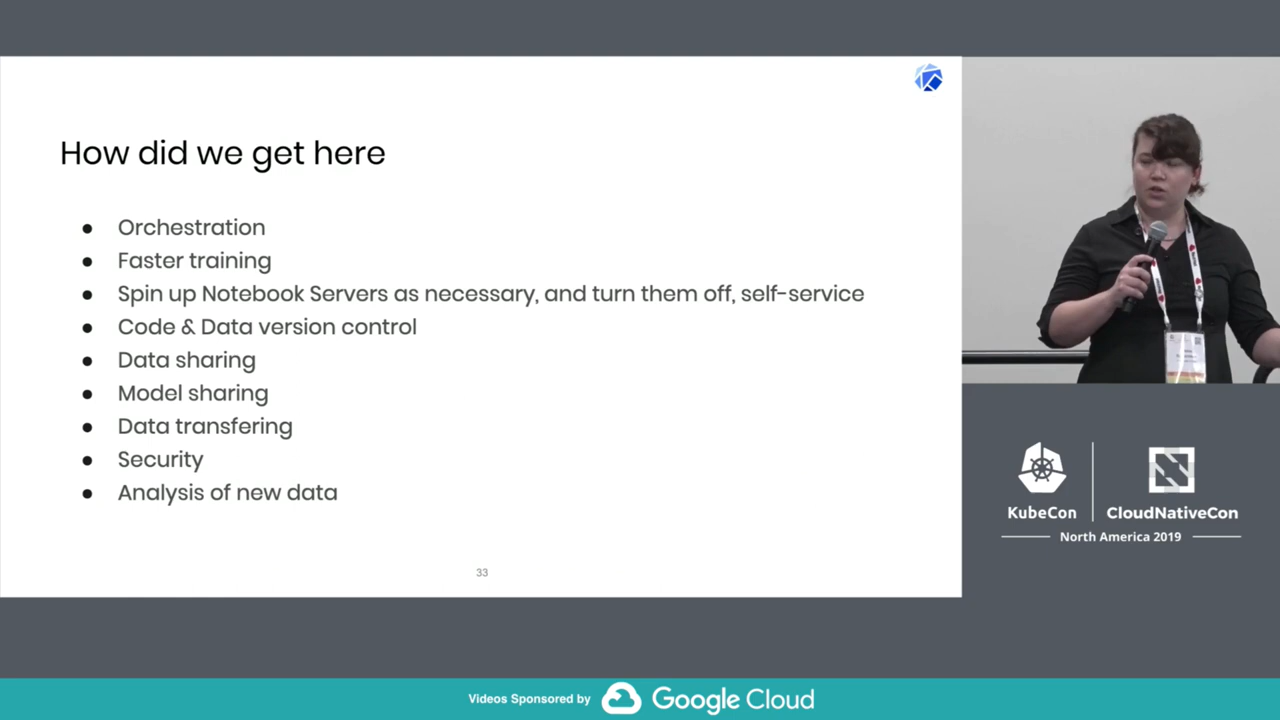 How did we get here
● Orchestration
● Faster training
● Spin up Notebook Servers as necessary, and turn them off, self-service
● Code & Data version control
● Data sharing
● Model sharing
● Data transfering
● Security
● Analysis of new data
33
KubeCon
CloudNativeCon
North America 2019
Videos Sponsored by Google Cloud